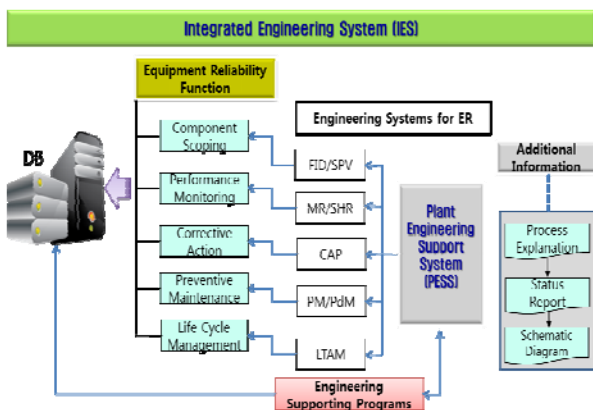 Integrated Engineering System (IES)
Equipment Reliability
Function
Engineering Systems for ER
DB
Component
Scoping
FID/SPV
Performance
Monitoring
MR/SHR
Corrective
Action
CAP
Preventive
Maintenance
PM/PdM
Life Cycle
Management
LTAM
Plant
Engineering
Support
System
(PESS)
Additional
Information
Process
Explanation
Status
Report
Schematic
Diagram
Engineering
Supporting Programs